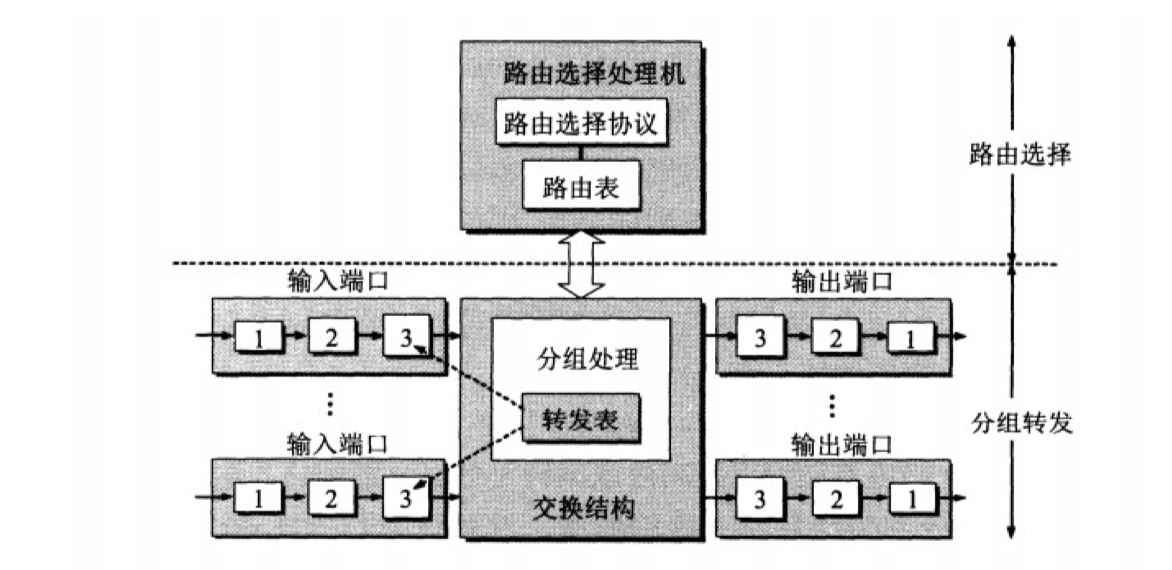 路由选择处理机
路由选择协议
路由表
路由选择
输入端口
输出端口
1 2 3
3 2 1
分组处理
转发表
分组转发
输入端口
输出端口
1 2 3
3 2 1
交换结构